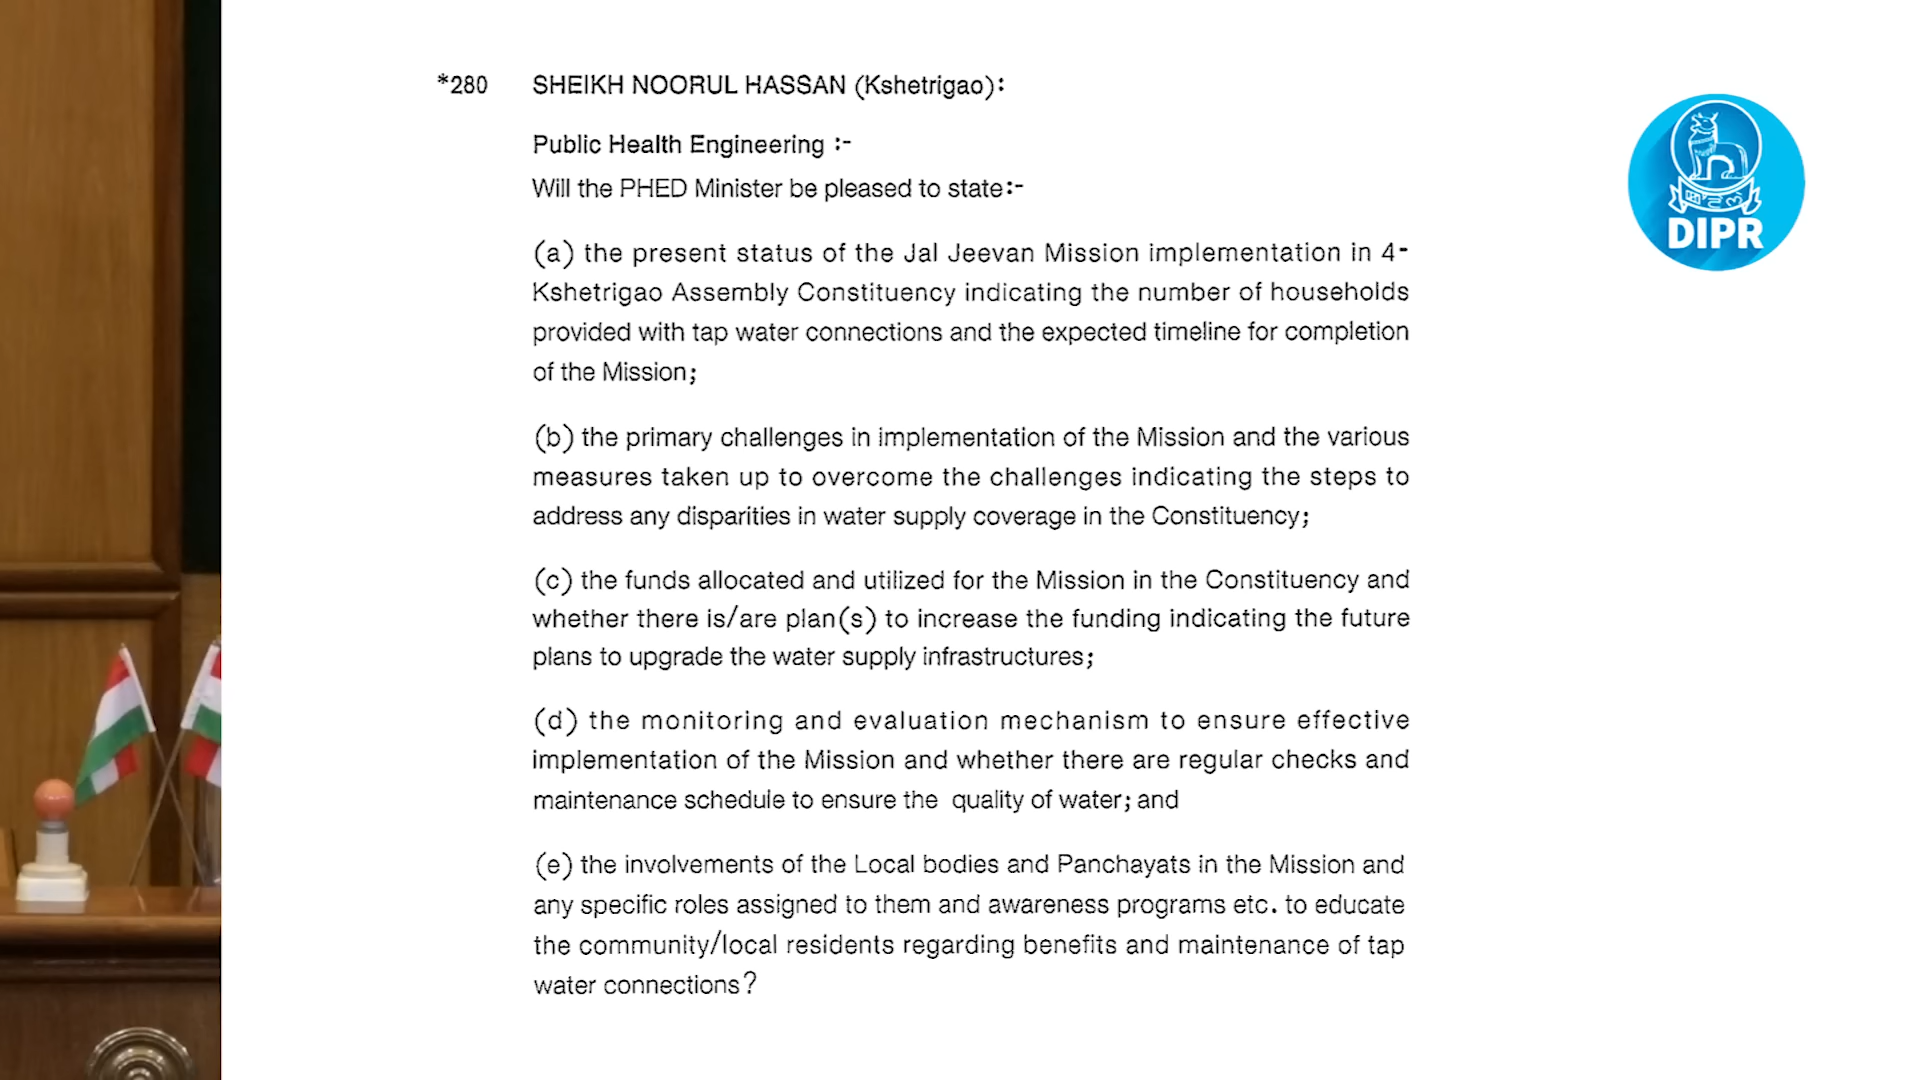 *280 SHEIKH NOORUL HASSAN (Kshetrigao):
Public Health Engineering :-
Will the PHED Minister be pleased to state:-
(a) the present status of the Jal Jeevan Mission implementation in 4-
Kshetrigao Assembly Constituency indicating the number of households
provided with tap water connections and the expected timeline for completion
of the Mission;
(b) the primary challenges in implementation of the Mission and the various
measures taken up to overcome the challenges indicating the steps to
address any disparities in water supply coverage in the Constituency;
(c) the funds allocated and utilized for the Mission in the Constituency and
whether there is/are plan(s) to increase the funding indicating the future
plans to upgrade the water supply infrastructures;
(d) the monitoring and evaluation mechanism to ensure effective
implementation of the Mission and whether there are regular checks and
maintenance schedule to ensure the quality of water; and
(e) the involvements of the Local bodies and Panchayats in the Mission and
any specific roles assigned to them and awareness programs etc. to educate
the community/local residents regarding benefits and maintenance of tap
water connections?
DIPR